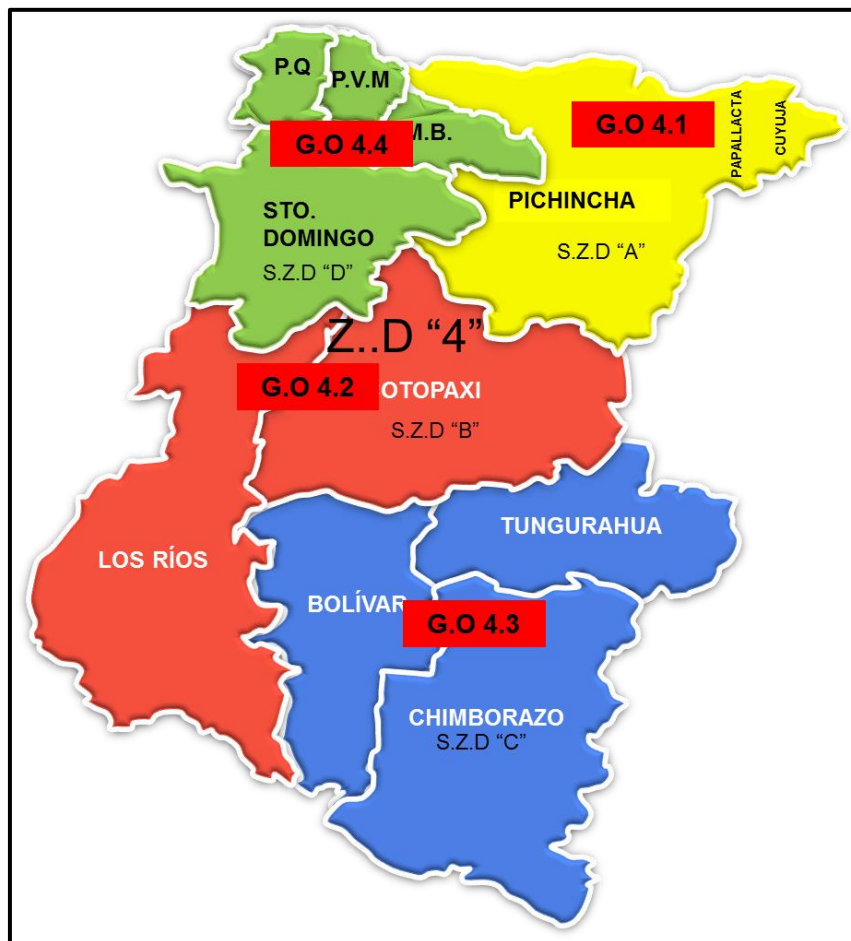 P.Q
P.V.M
M.B.
G.O 4.4
G.O 4.1
PAPALLACTA
CUYUJA
STO.
DOMINGO
S.Z.D “D”
PICHINCHA
S.Z.D “A”
Z..D “4”
G.O 4.2
OTOPAXI
S.Z.D “B”
TUNGURAHUA
LOS RÍOS
BOLÍVAR
G.O 4.3
CHIMBORAZO
S.Z.D “C”